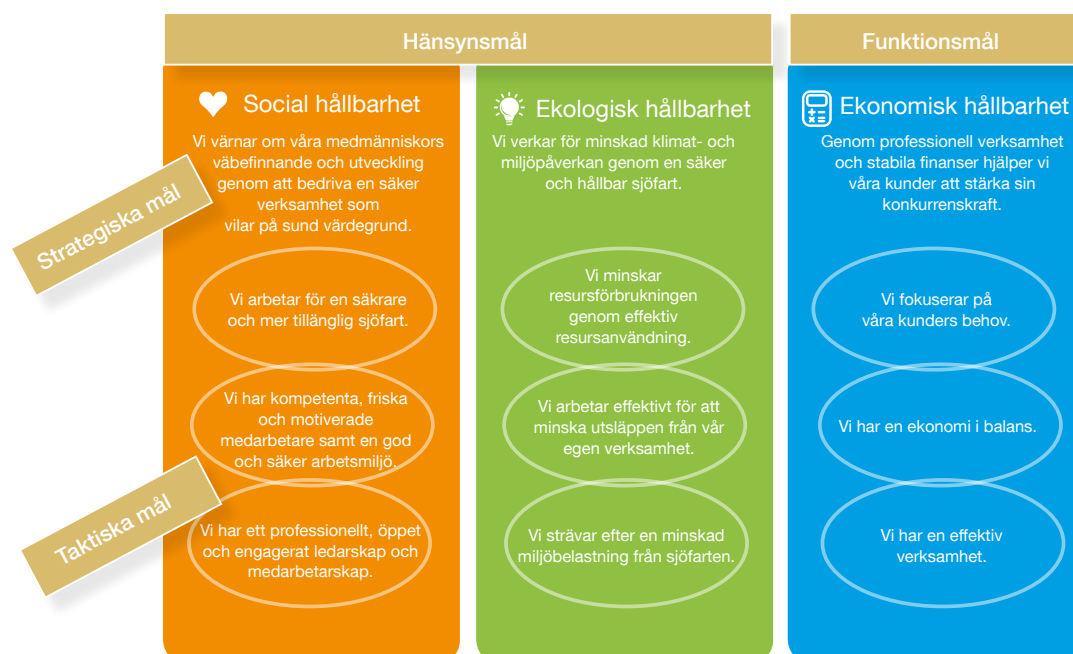 Hänsynsmål
Funktionsmål
Social hållbarhet
Vi värnar om våra medmänniskors
väbefinnande och utveckling
genom att bedriva en säker
verksamhet som
vilar på sund värdegrund.
Ekologisk hållbarhet
Vi verkar för minskad klimat- och
miljöpåverkan genom en säker
och hållbar sjöfart.
Ekonomisk hållbarhet
Genom professionell verksamhet
och stabila finanser hjälper vi
våra kunder att stärka sin
konkurrenskraft.
Strategiska mål
Vi arbetar för en säkrare
och mer tillänglig sjöfart.
Vi minskar
resursförbrukningen
genom effektiv
resursanvändning.
Vi fokuserar på
våra kunders behov.
Vi har kompetenta, friska
och motiverade
medarbetare samt en god
och säker arbetsmiljö.
Vi arbetar effektivt för att
minska utsläppen från vår
egen verksamhet.
Vi har en ekonomi i balans.
Taktiska mål
Vi har ett professionellt, öppet
och engagerat ledarskap och
medarbetarskap.
Vi strävar efter en minskad
miljöbelastning från sjöfarten.
Vi har en effektiv
verksamhet.